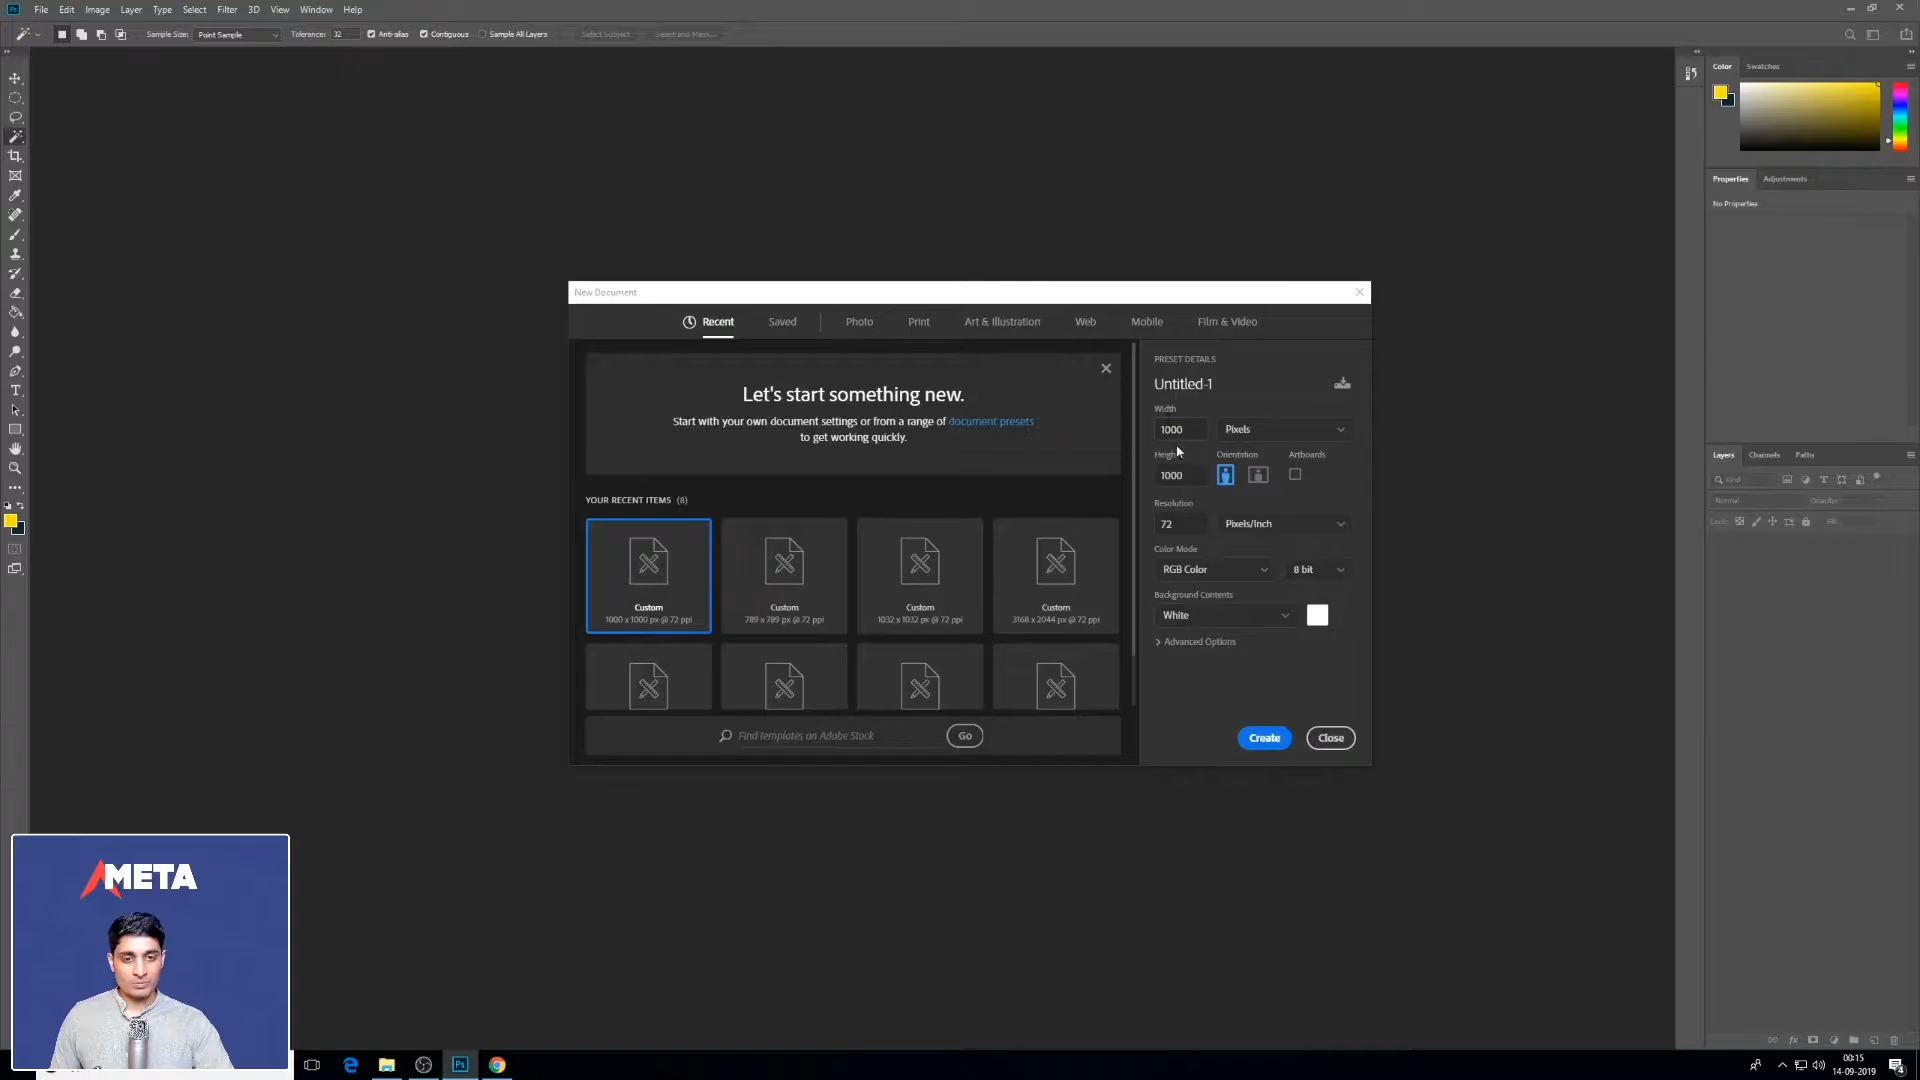 Ps File Edit Image Layer Type Select Filter 3D View Window Help
Sample Size: Point Sample Tolerance: 32 Anti-alias Contiguous Sample All Layers Select Subject Select and Mask...
Color Swatches
Properties Adjustments
No Properties
New Document
Recent Saved Photo Print Art & Illustration Web Mobile Film & Video
Let's start something new.
Start with your own document settings or from a range of document presets
to get working quickly.
YOUR RECENT ITEMS (8)
Custom
1000 x 1000 px @ 72 ppi
Custom
789 x 789 px @ 72 ppi
Custom
1032 x 1032 px @ 72 ppi
Custom
3168 x 2044 px @ 72 ppi
Find templates on Adobe Stock Go
PRESET DETAILS
Untitled-1
Width
1000 Pixels
Height Orientation Artboards
1000
Resolution
72 Pixels/Inch
Color Mode
RGB Color 8 bit
Background Contents
White
Advanced Options
Create Close
Layers Channels Paths
Kind
Normal Opacity:
Lock: Fill:
META
Ps
00:15
14-09-2019
4